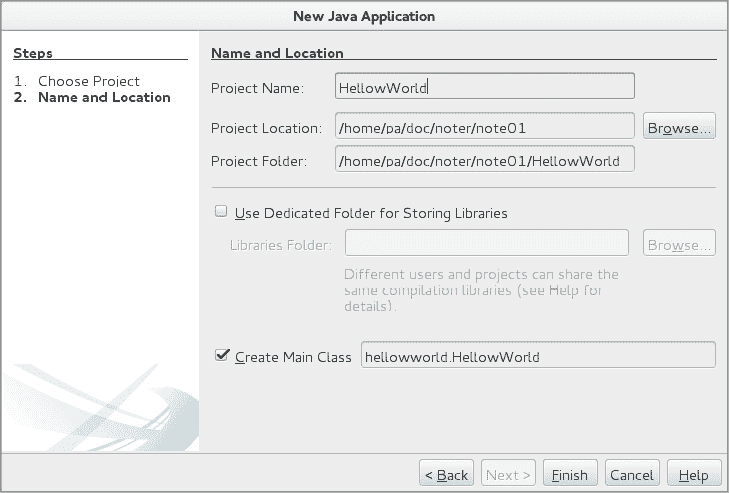 New Java Application
Steps
1. Choose Project
2. Name and Location
Name and Location
Project Name: HellowWorld
Project Location: /home/pa/doc/noter/note01 Browse...
Project Folder: /home/pa/doc/noter/note01/HellowWorld
Use Dedicated Folder for Storing Libraries
Libraries Folder: Browse...
Different users and projects can share the
same compilation libraries (see Help for
details).
Create Main Class hellowworld.HellowWorld
< Back Next > Finish Cancel Help